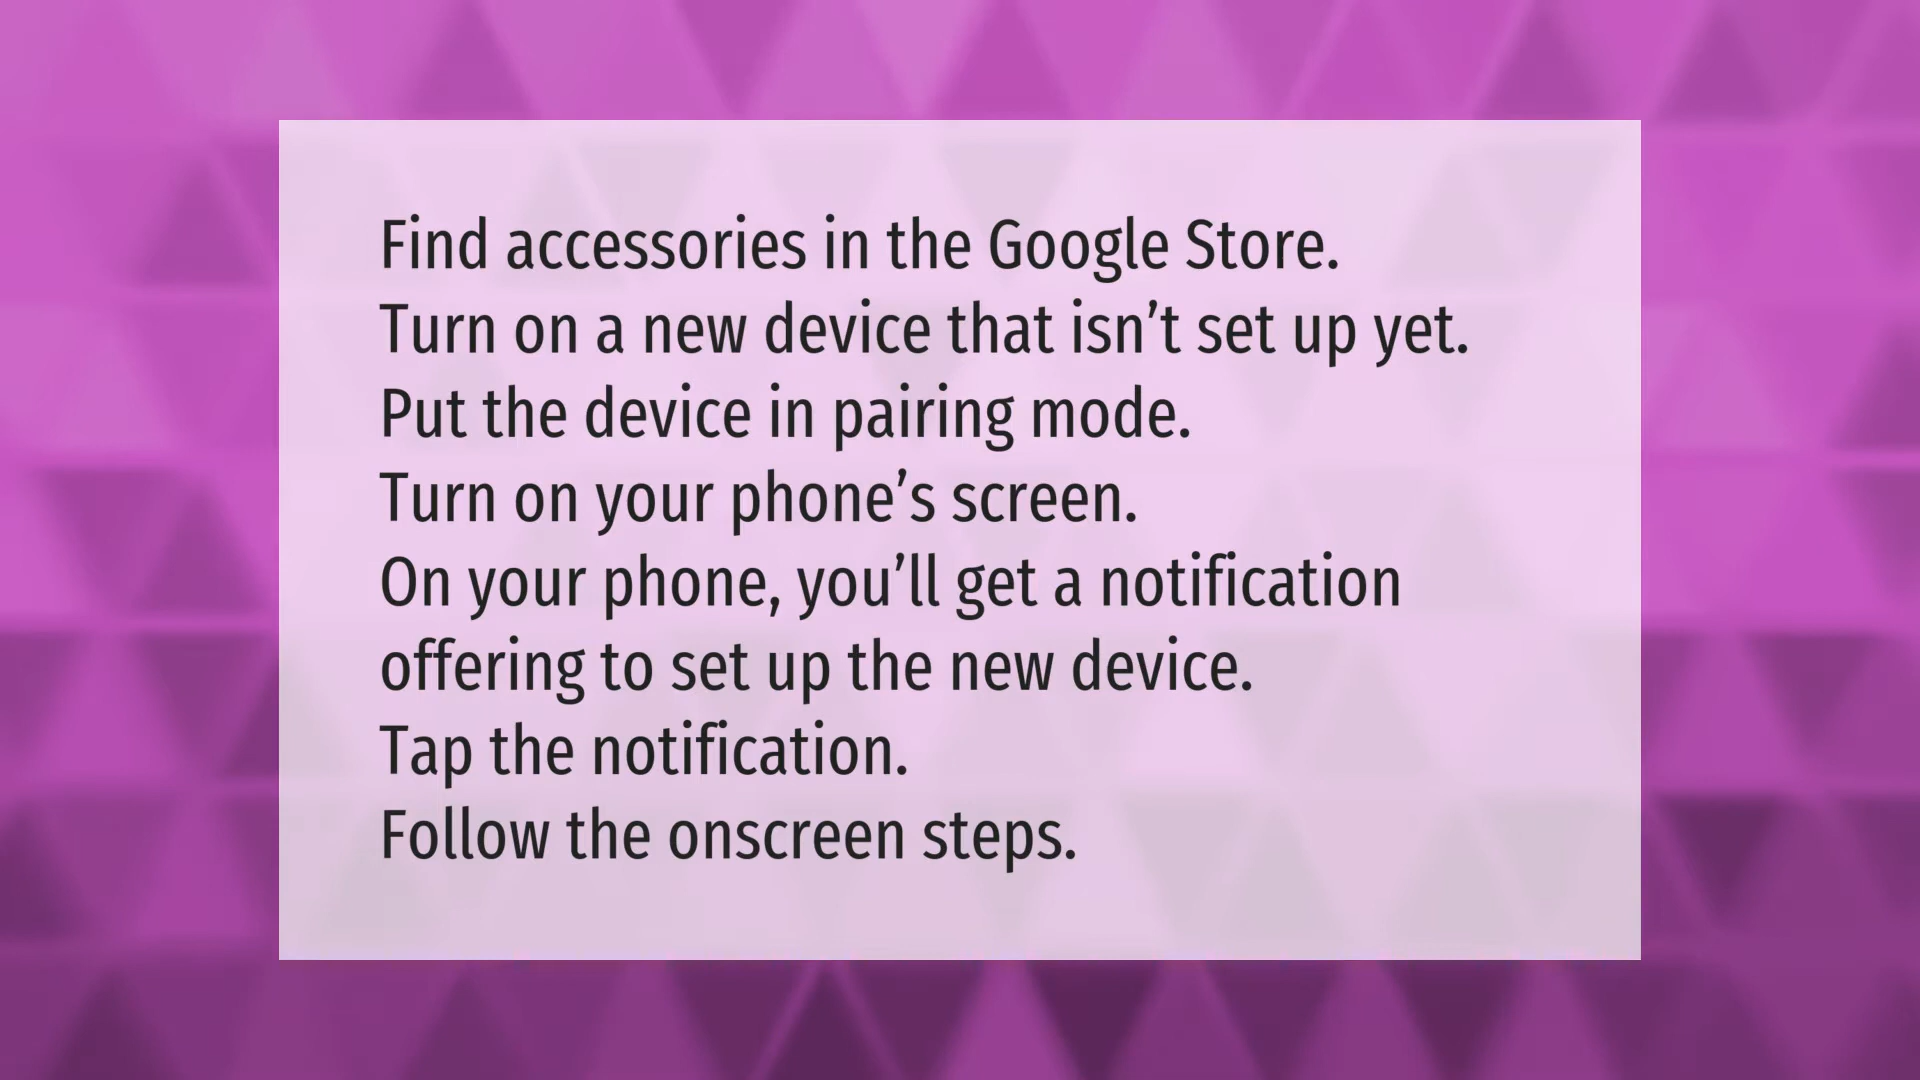 Find accessories in the Google Store.
Turn on a new device that isn’t set up yet.
Put the device in pairing mode.
Turn on your phone’s screen.
On your phone, you’ll get a notification
offering to set up the new device.
Tap the notification.
Follow the onscreen steps.